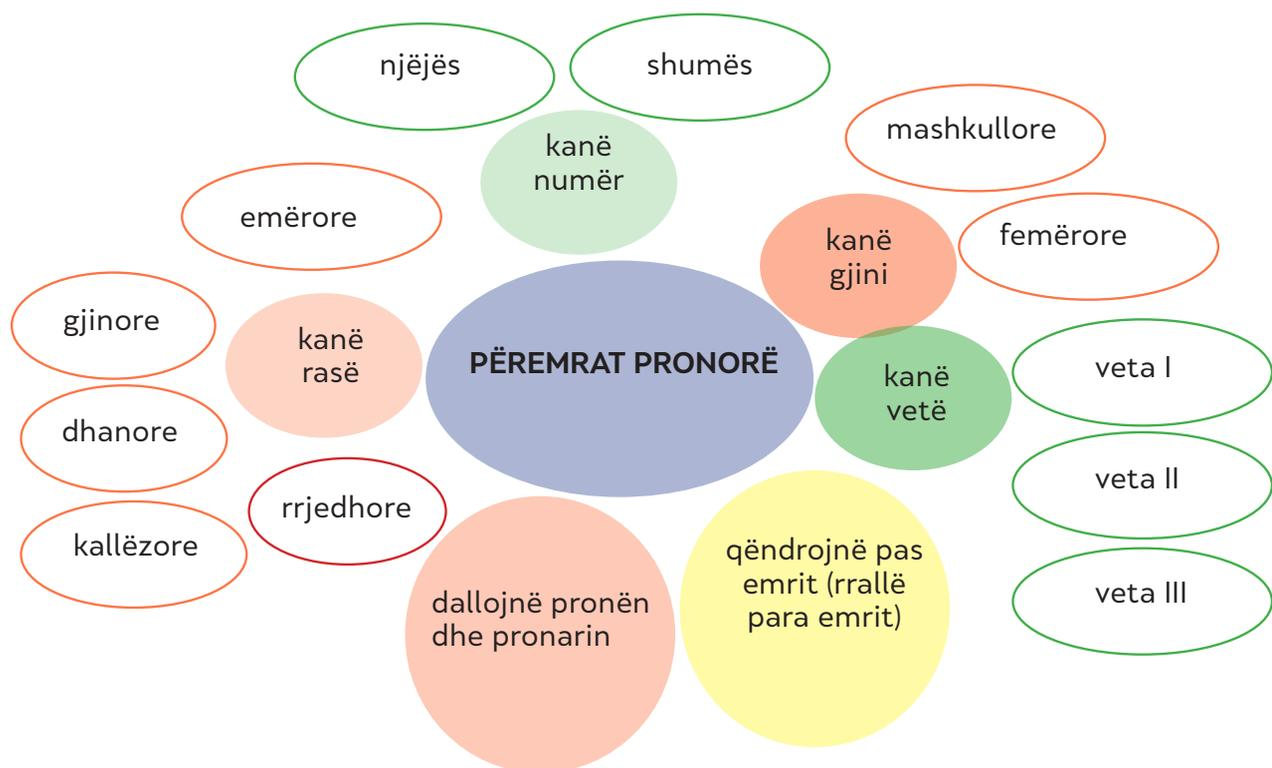 njëjës
shumës
kanë
numër
mashkullore
femërore
kanë
gjini
emërore
gjinore
kanë
rasë
dhanore
kallëzore
rrjedhore
PËREMRAT PRONORË
kanë
vetë
veta I
veta II
veta III
dallojnë pronën
dhe pronarin
qëndrojnë pas
emrit (rrallë
para emrit)